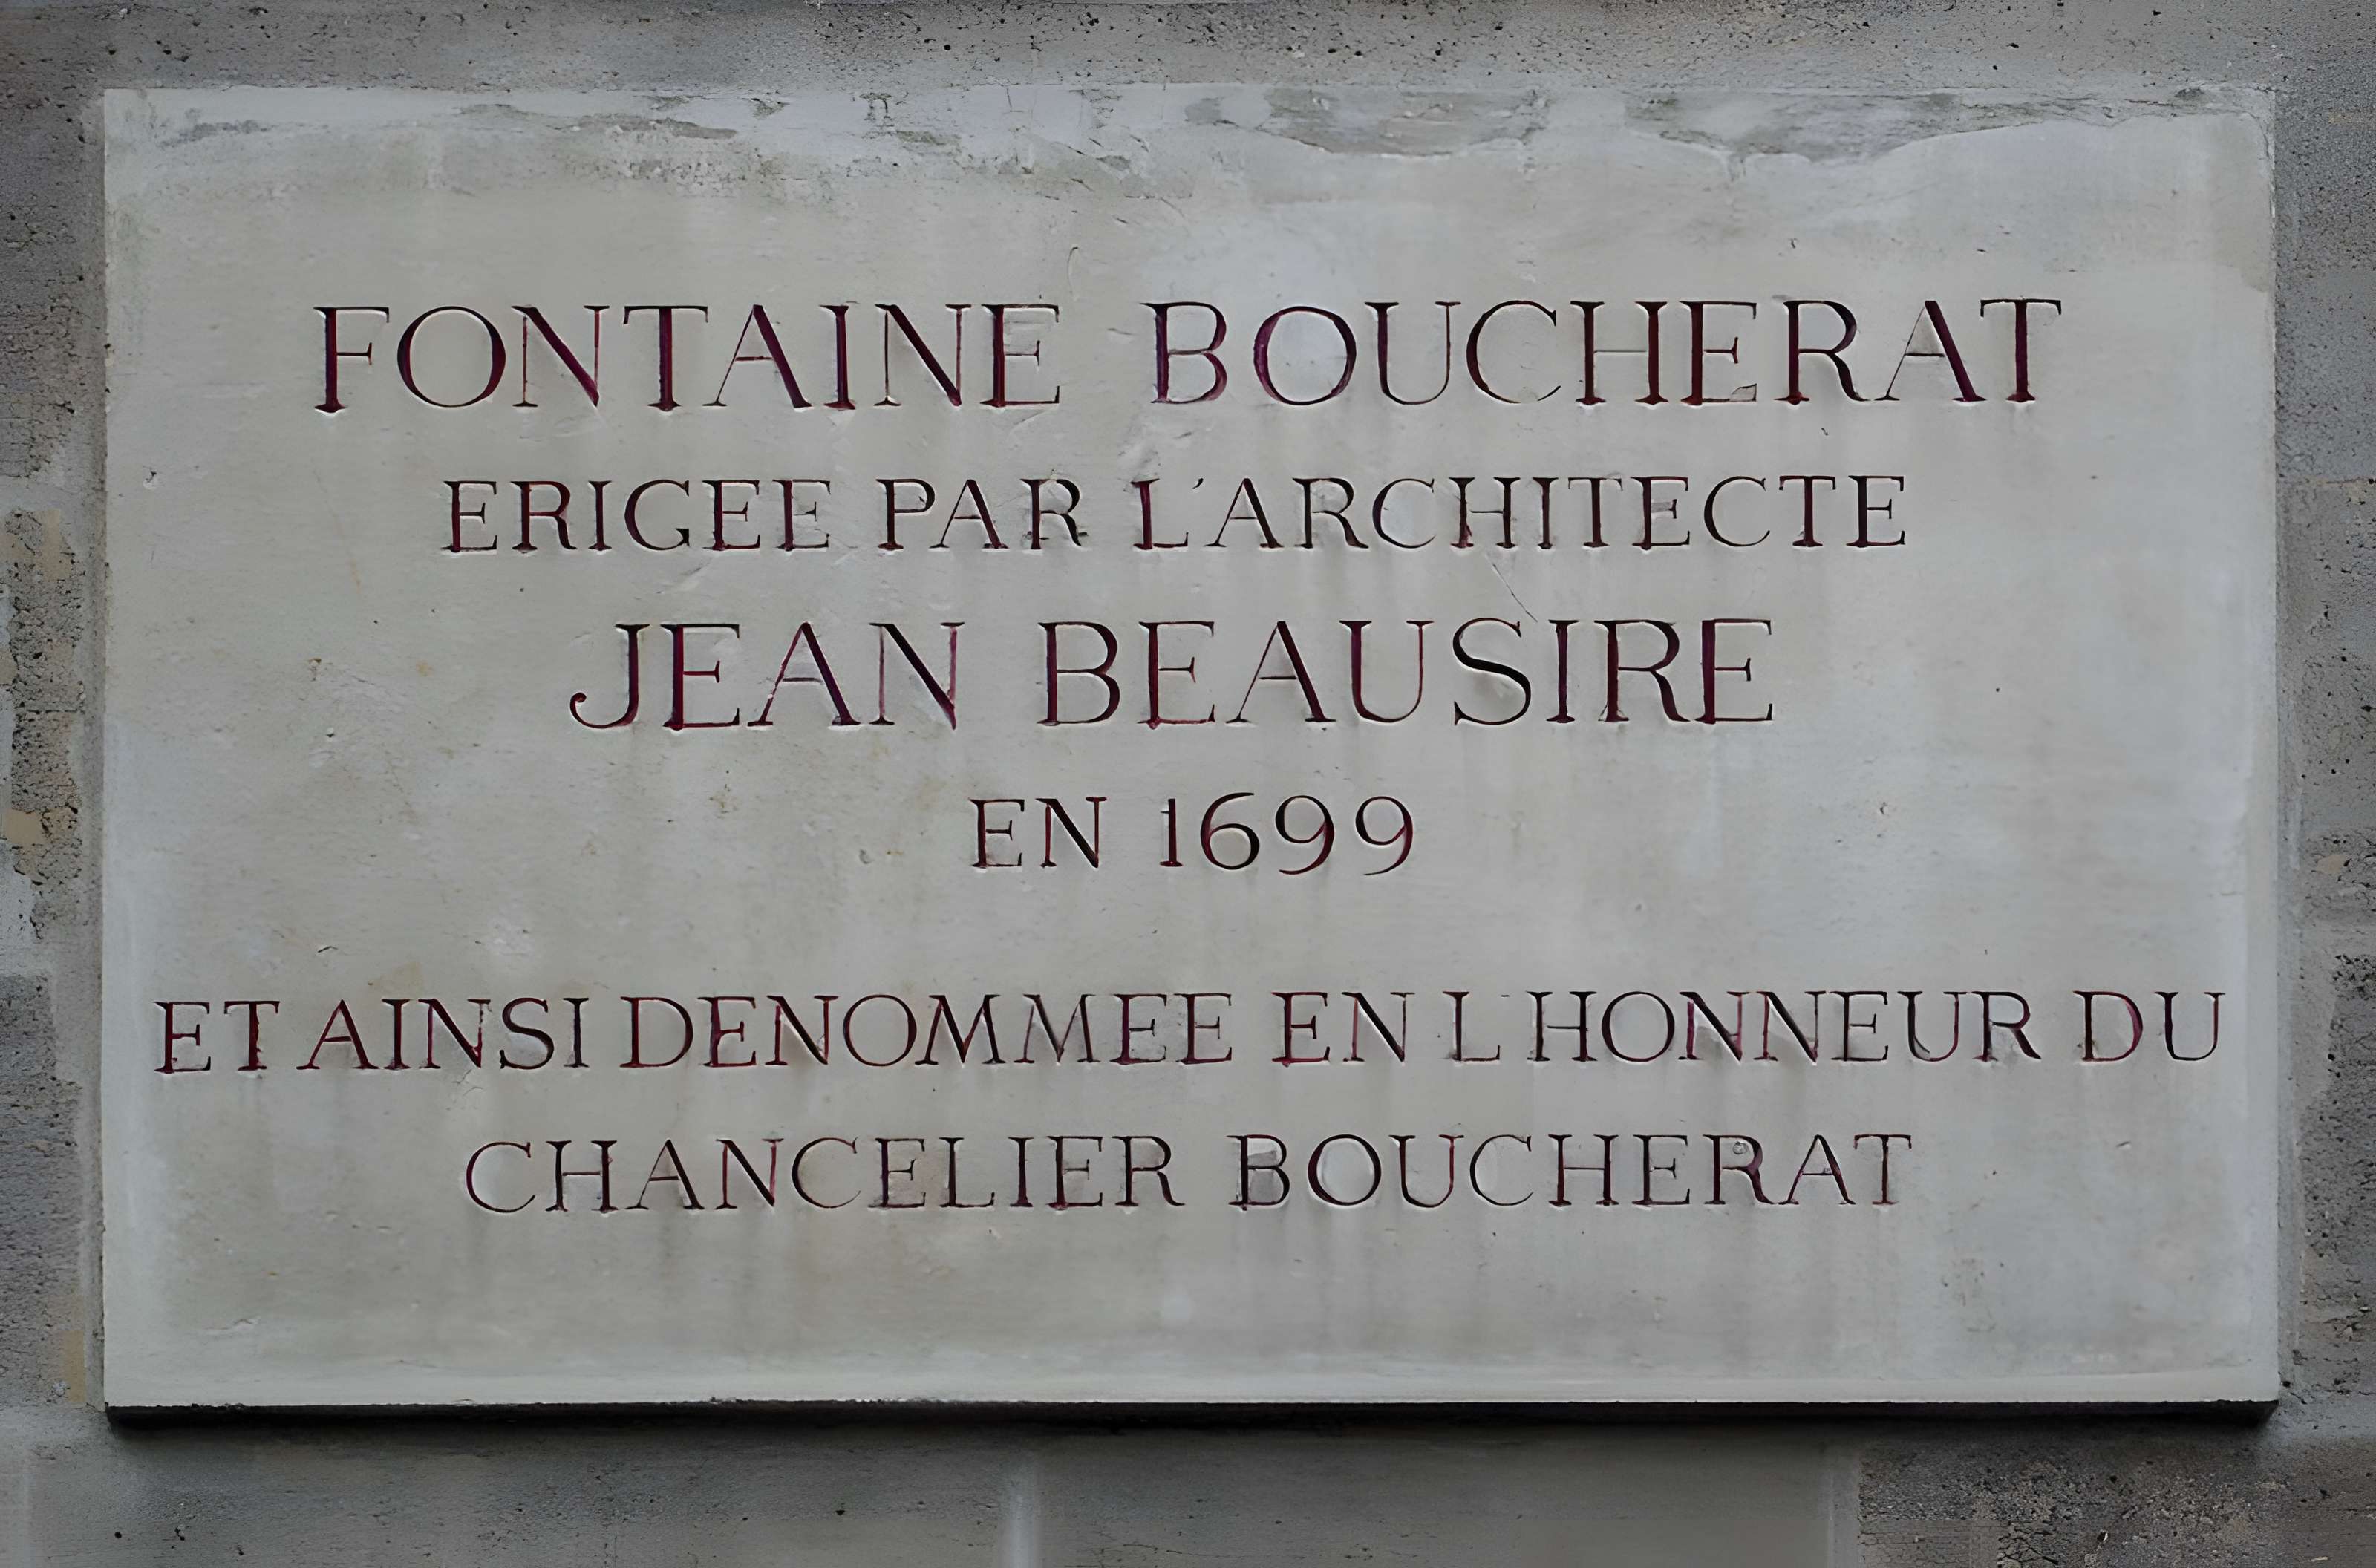 FONTAINE BOUCHERAT
ERIGEE PAR L'ARCHITECTE
JEAN BEAUSIRE
EN 1699
ET AINSI DENOMMEE EN L'HONNEUR DU
CHANCELIER BOUCHERAT